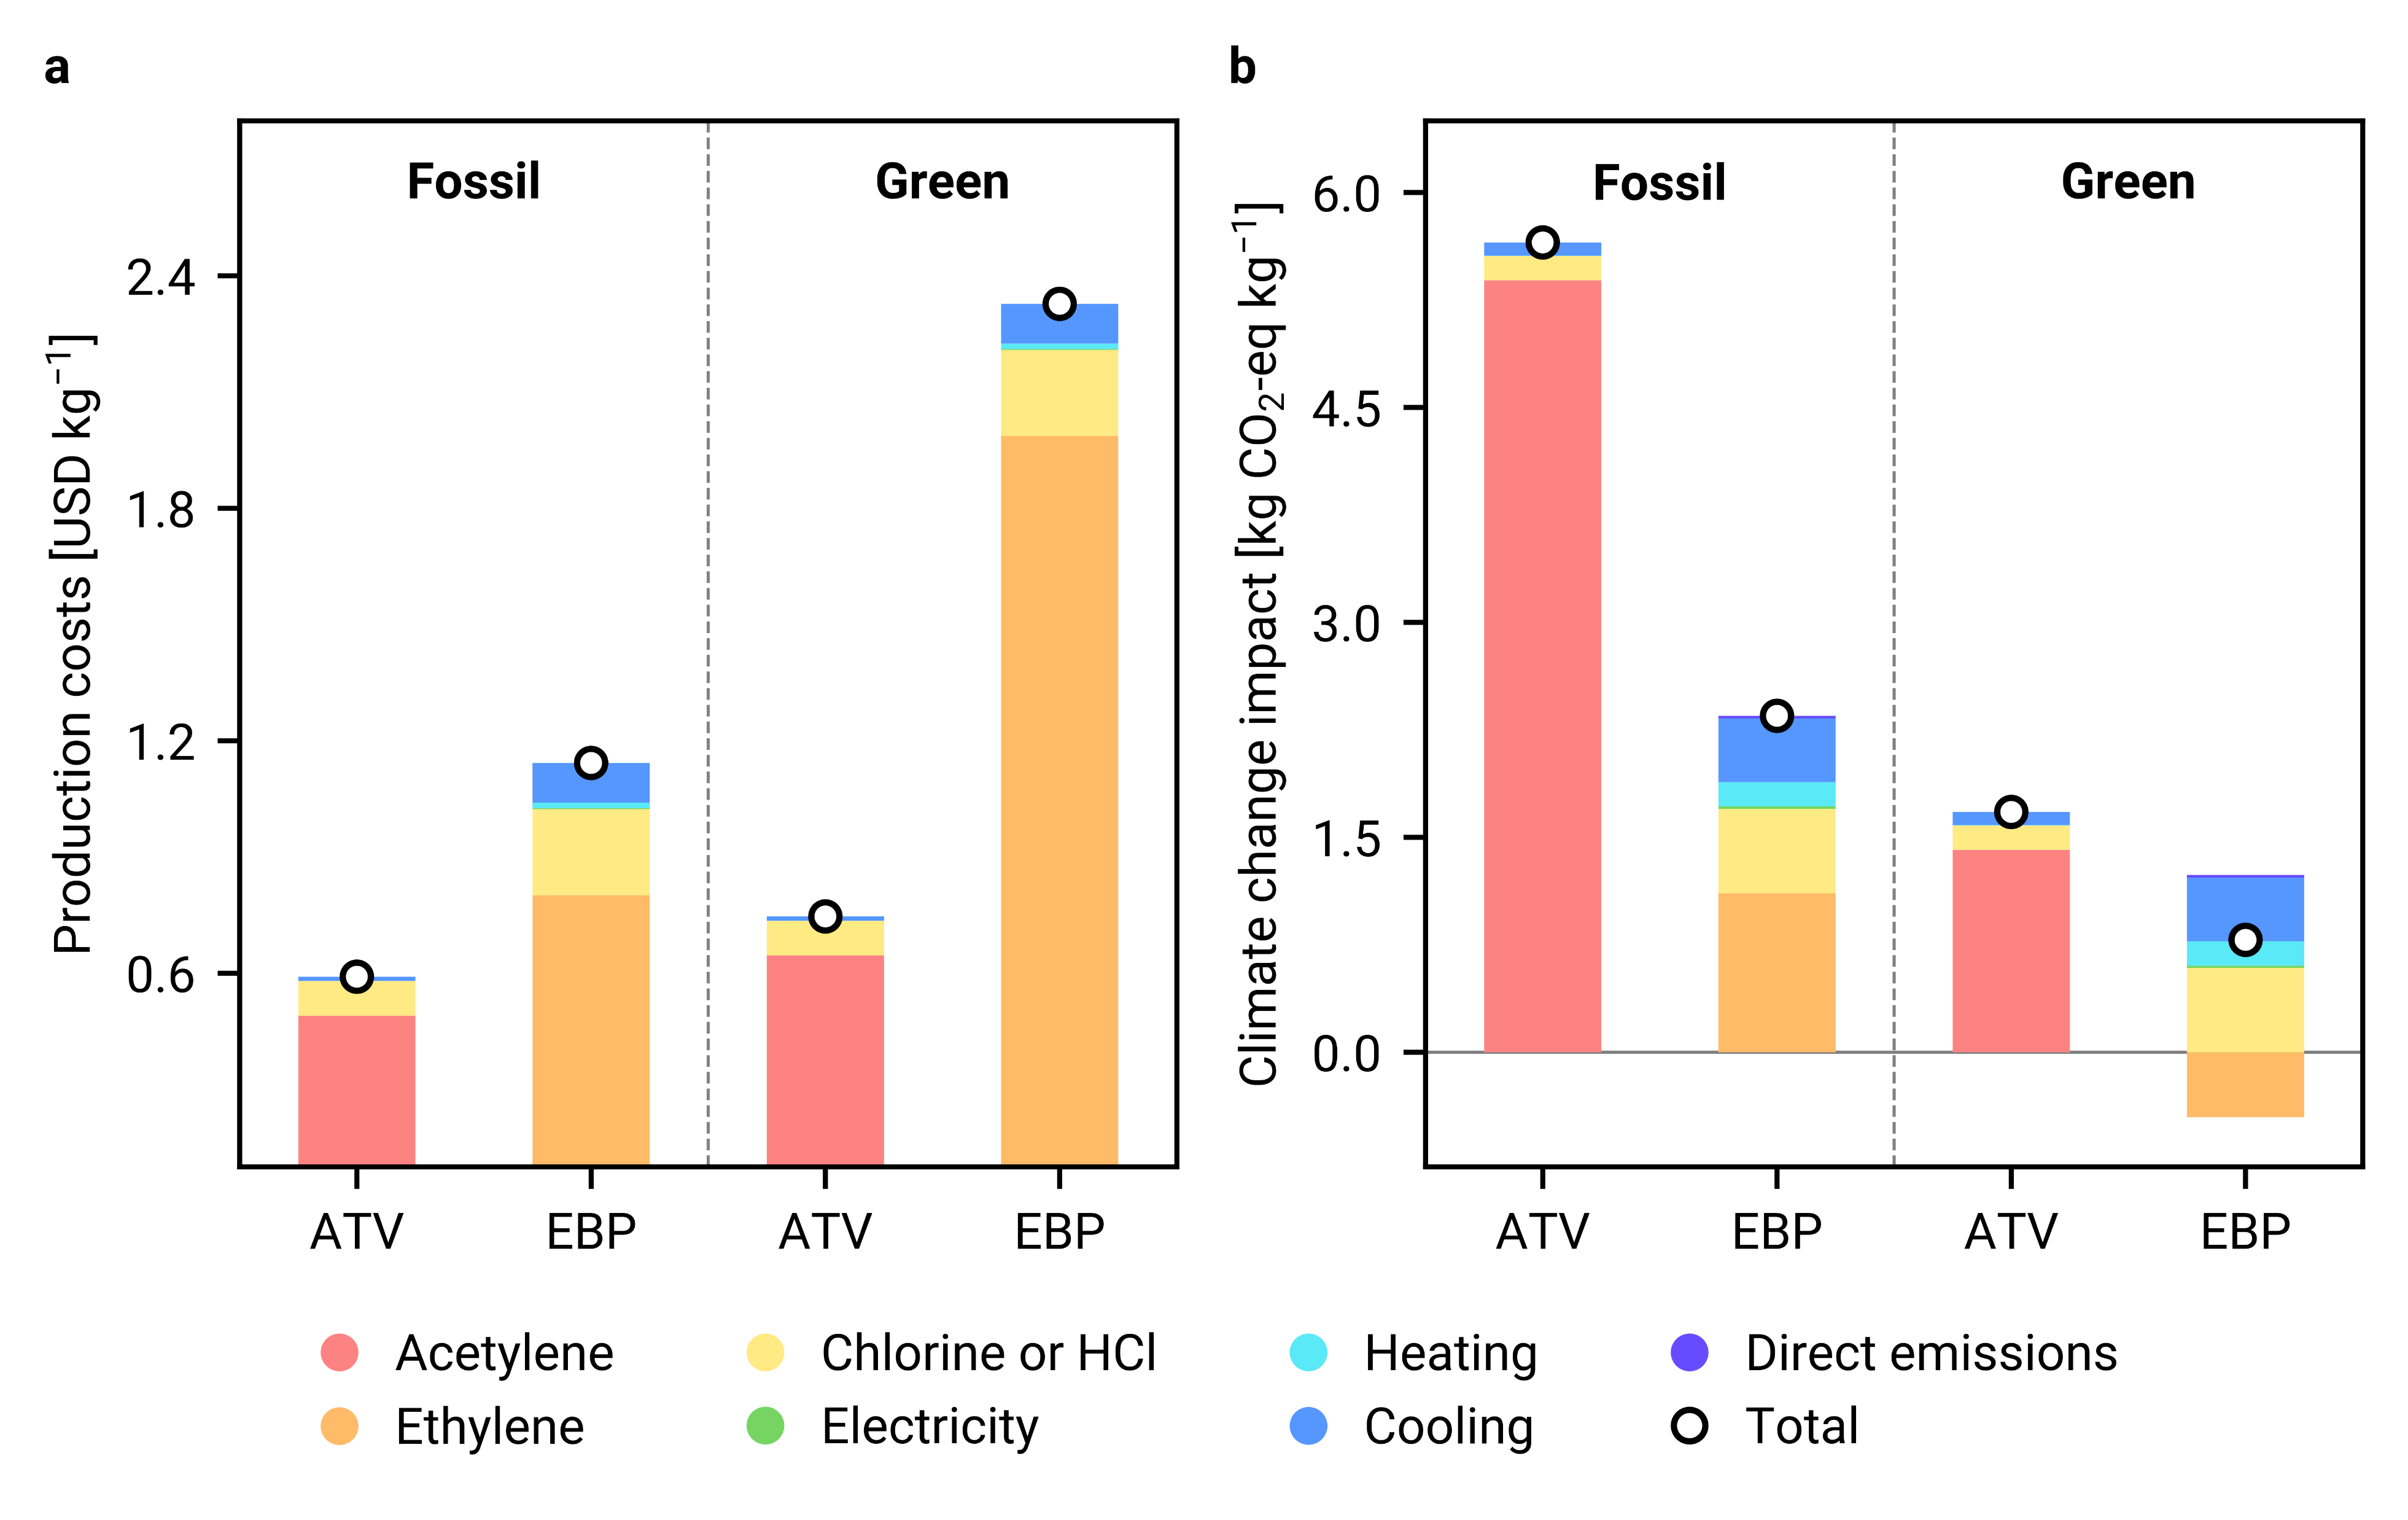 a
Fossil
Green
2.4
1.8
1.2
0.6
Production costs [USD kg⁻¹]
ATV
EBP
ATV
EBP
b
Fossil
Green
6.0
4.5
3.0
1.5
0.0
Climate change impact [kg CO₂-eq kg⁻¹]
ATV
EBP
ATV
EBP
Acetylene
Chlorine or HCl
Heating
Direct emissions
Ethylene
Electricity
Cooling
Total